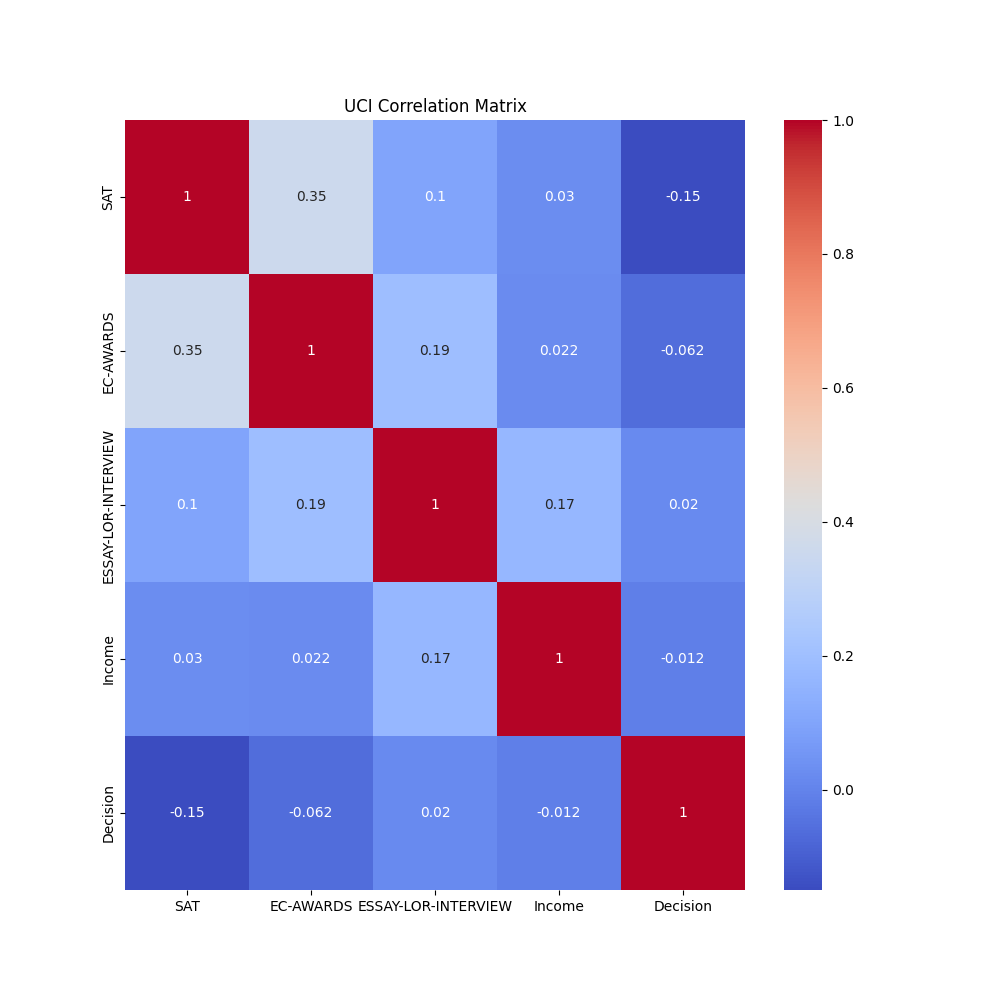 UCI Correlation Matrix
SAT 1 0.35 0.1 0.03 -0.15
EC-AWARDS 0.35 1 0.19 0.022 -0.062
ESSAY-LOR-INTERVIEW 0.1 0.19 1 0.17 0.02
Income 0.03 0.022 0.17 1 -0.012
Decision -0.15 -0.062 0.02 -0.012 1
SAT EC-AWARDS ESSAY-LOR-INTERVIEW Income Decision
1.0
0.8
0.6
0.4
0.2
0.0